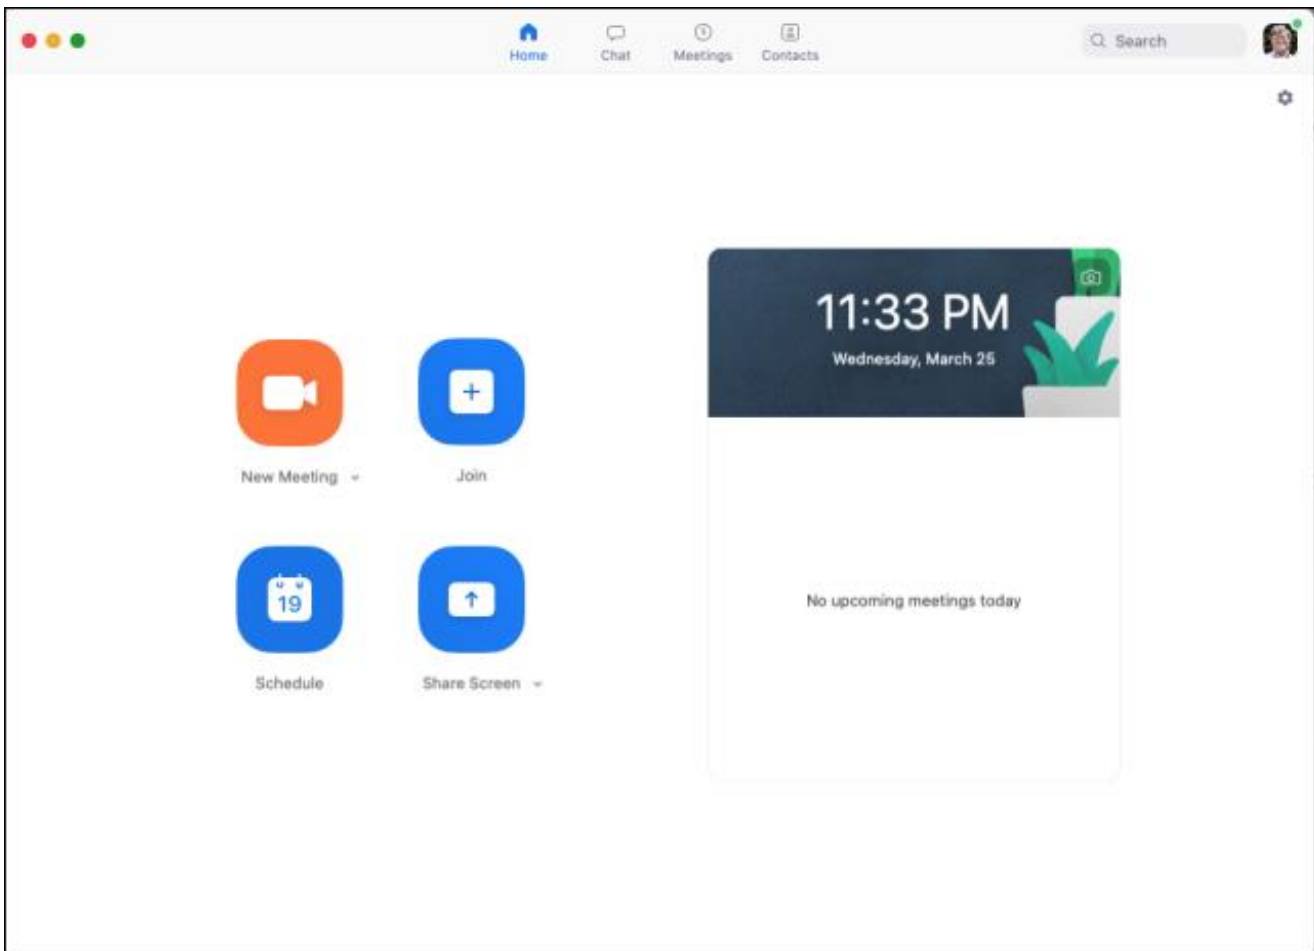 Home
Chat
Meetings
Contacts
Search
11:33 PM
Wednesday, March 25
New Meeting
Join
19
Schedule
Share Screen
No upcoming meetings today